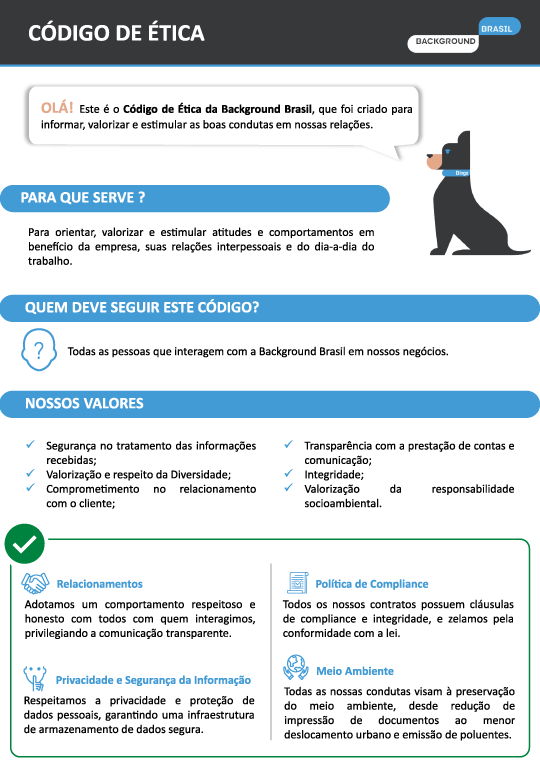 CÓDIGO DE ÉTICA
BACKGROUND
BRASIL
OLÁ! Este é o Código de Ética da Background Brasil, que foi criado para
informar, valorizar e estimular as boas condutas em nossas relações.
Bingo
PARA QUE SERVE ?
Para orientar, valorizar e estimular atitudes e comportamentos em
benefício da empresa, suas relações interpessoais e do dia-a-dia do
trabalho.
QUEM DEVE SEGUIR ESTE CÓDIGO?
?
Todas as pessoas que interagem com a Background Brasil em nossos negócios.
NOSSOS VALORES
Segurança no tratamento das informações
recebidas;
Valorização e respeito da Diversidade;
Comprometimento no relacionamento
com o cliente;
Transparência com a prestação de contas e
comunicação;
Integridade;
Valorização da responsabilidade
socioambiental.
Relacionamentos
Adotamos um comportamento respeitoso e
honesto com todos com quem interagimos,
privilegiando a comunicação transparente.
Privacidade e Segurança da Informação
Respeitamos a privacidade e proteção de
dados pessoais, garantindo uma infraestrutura
de armazenamento de dados segura.
Política de Compliance
Todos os nossos contratos possuem cláusulas
de compliance e integridade, e zelamos pela
conformidade com a lei.
Meio Ambiente
Todas as nossas condutas visam à preservação
do meio ambiente, desde redução de
impressão de documentos ao menor
deslocamento urbano e emissão de poluentes.